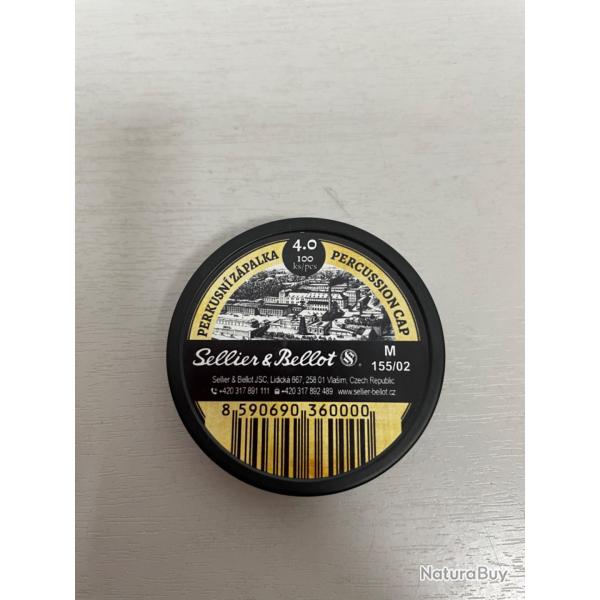 4.0
100
ks/pcs
PERKUSNÍ ZÁPALKA
PERCUSSION CAP
Sellier & Bellot SB®
M
155/02
Sellier & Bellot JSC, Lidická 667, 258 01 Vlašim, Czech Republic
+420 317 891 111 +420 317 892 489 www.sellier-bellot.cz
8 590690 360000
NaturaBuy